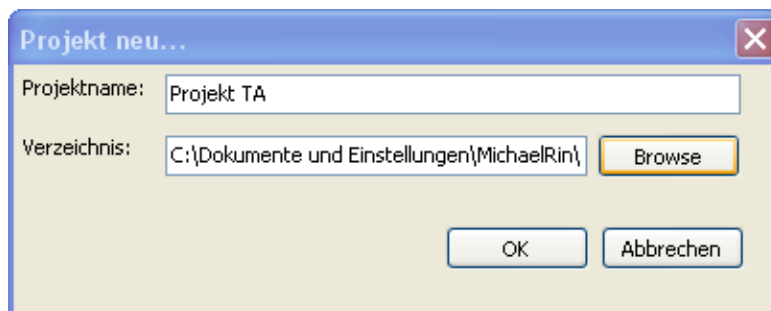 Projekt neu...
Projektname: Projekt TA
Verzeichnis: C:\Dokumente und Einstellungen\MichaelRin\ Browse
OK Abbrechen